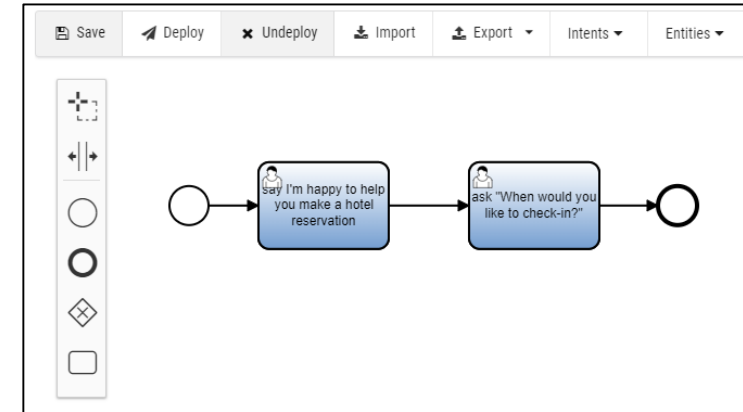 Save Deploy Undeploy Import Export Intents Entities
say I'm happy to help
you make a hotel
reservation
ask "When would you
like to check-in?"